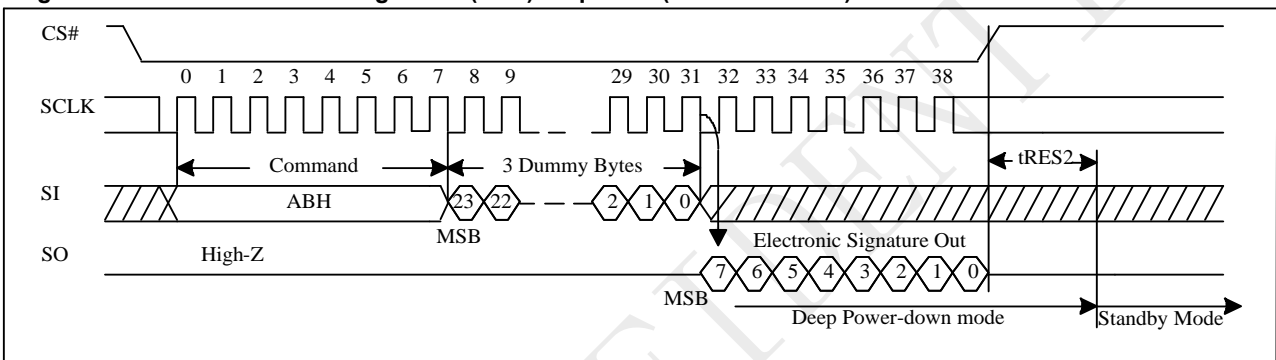 CS#
0 1 2 3 4 5 6 7 8 9 29 30 31 32 33 34 35 36 37 38
SCLK
Command 3 Dummy Bytes tRES2
SI ABH 23 22 2 1 0
MSB
Electronic Signature Out
SO High-Z
7 6 5 4 3 2 1 0
MSB
Deep Power-down mode Standby Mode